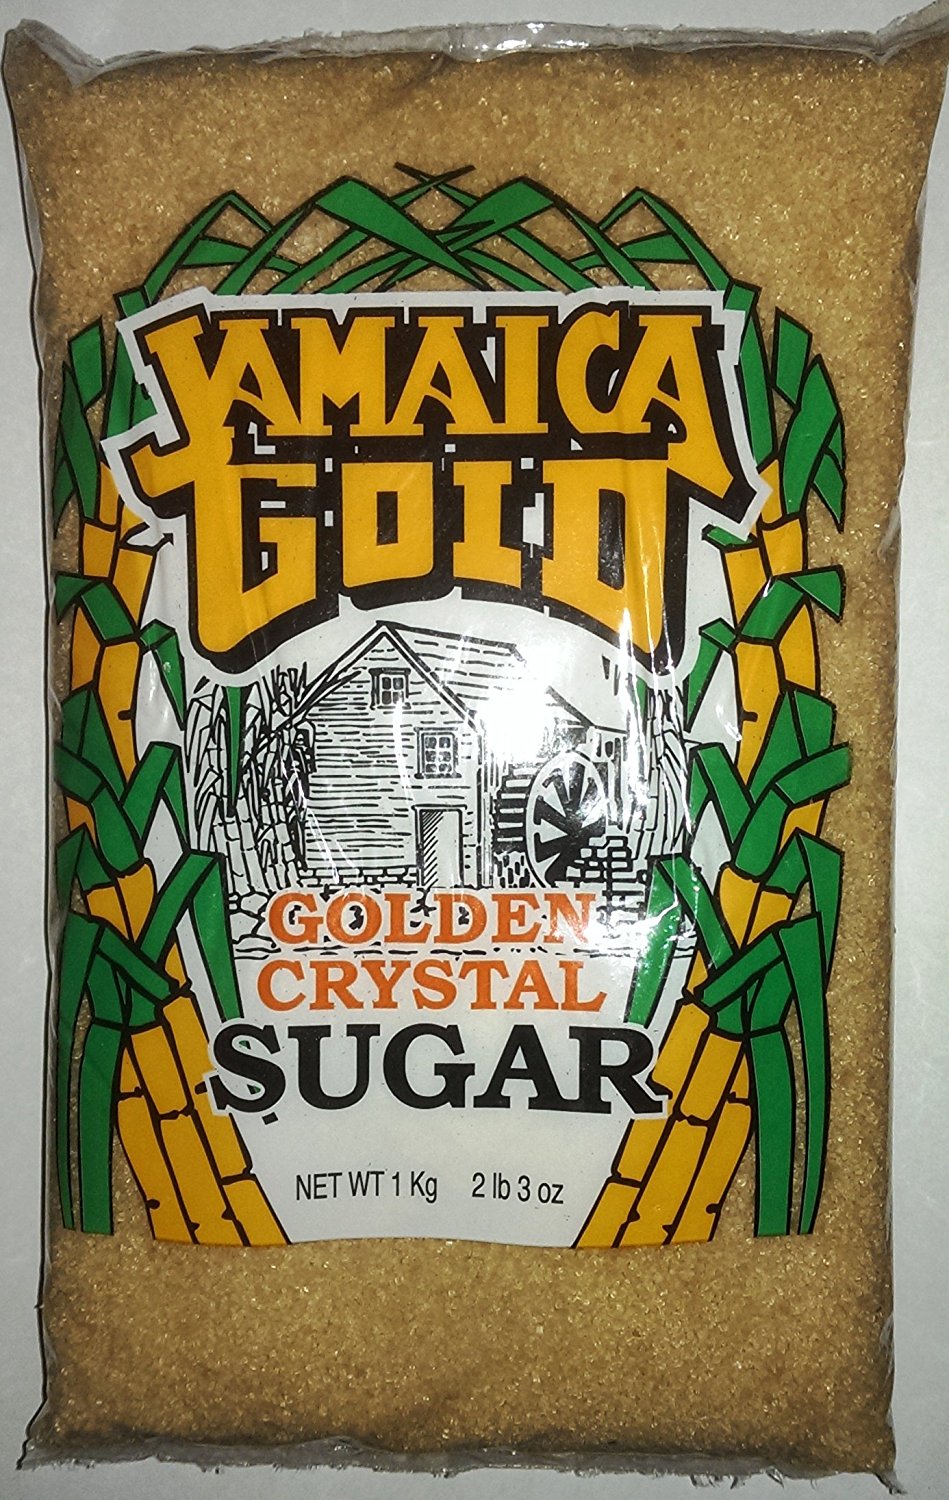 JAMAICA
GOLD
GOLDEN
CRYSTAL
SUGAR
NET WT 1 Kg 2 lb 3 oz